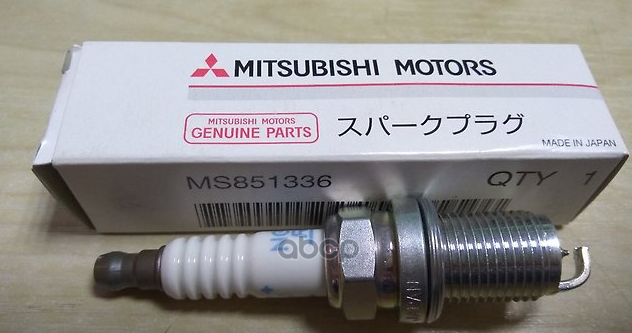 MITSUBISHI MOTORS
MITSUBISHI MOTORS
GENUINE PARTS
スパークプラグ
MADE IN JAPAN
MS851336
QTY 1
abcp